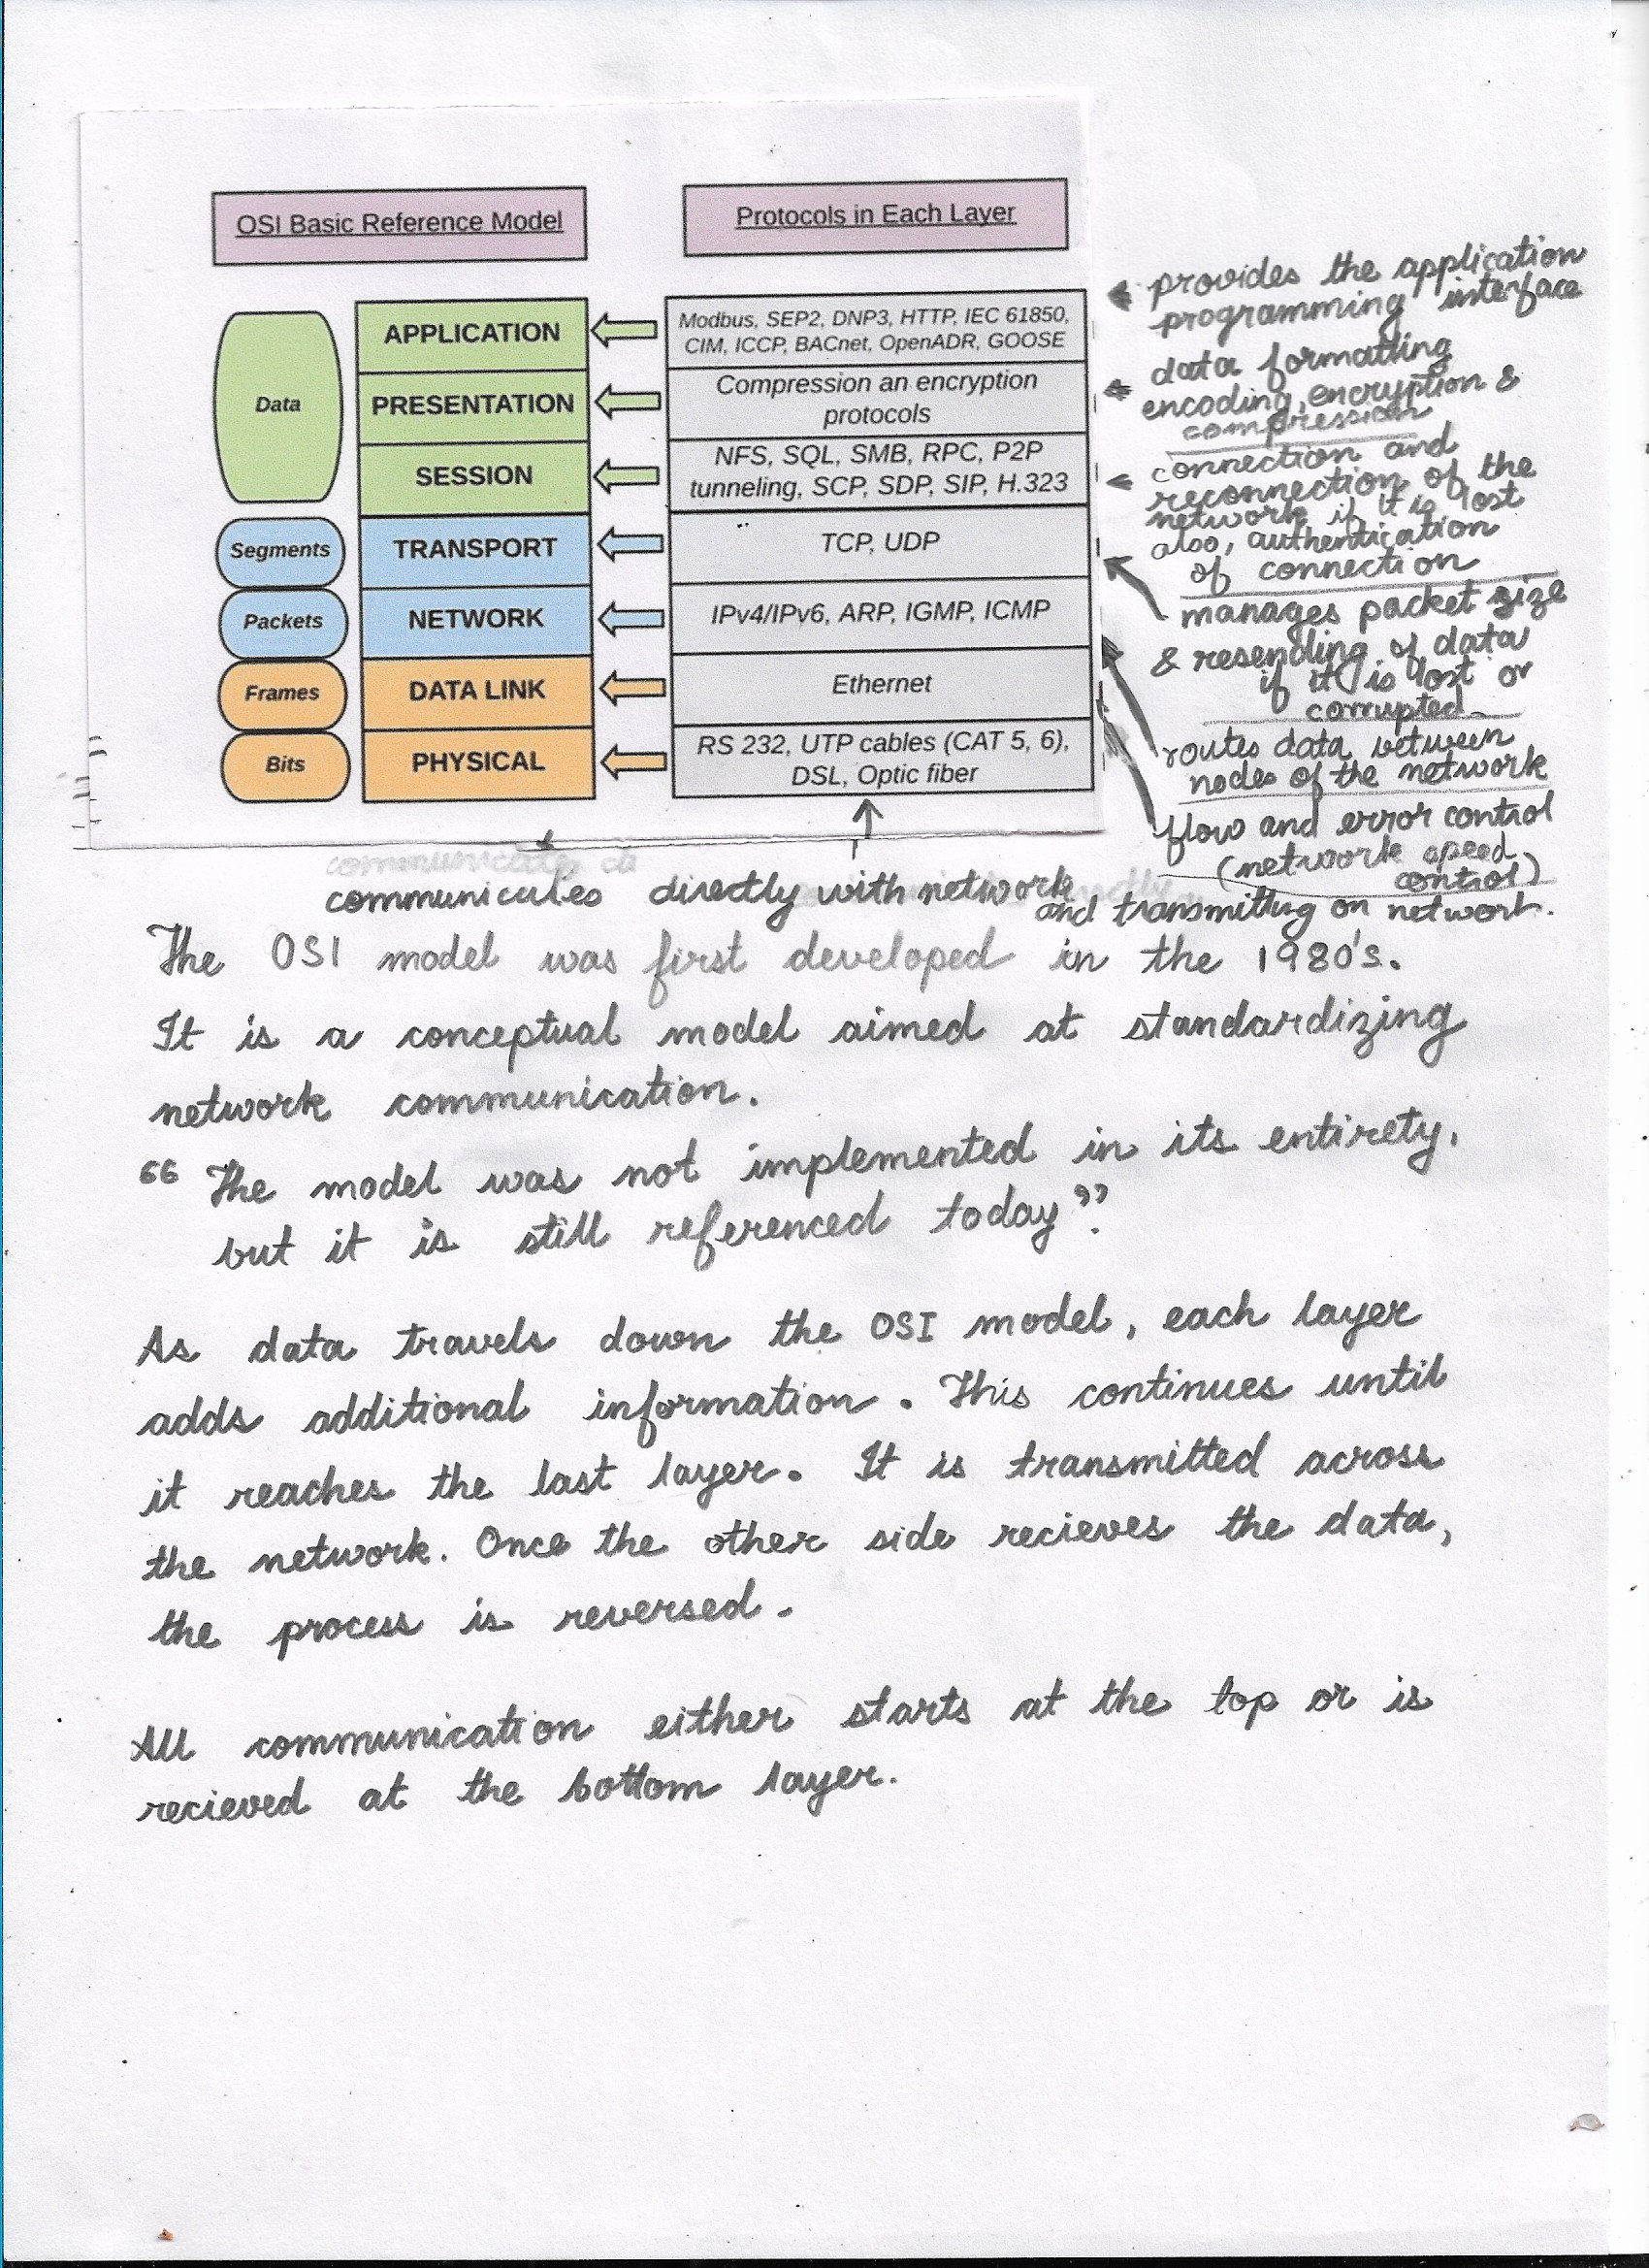 OSI Basic Reference Model
Protocols in Each Layer
Data
APPLICATION
Modbus, SEP2, DNP3, HTTP, IEC 61850,
CIM, ICCP, BACnet, OpenADR, GOOSE
PRESENTATION
Compression an encryption
protocols
SESSION
NFS, SQL, SMB, RPC, P2P
tunneling, SCP, SDP, SIP, H.323
Segments
TRANSPORT
TCP, UDP
Packets
NETWORK
IPv4/IPv6, ARP, IGMP, ICMP
Frames
DATA LINK
Ethernet
Bits
PHYSICAL
RS 232, UTP cables (CAT 5, 6),
DSL, Optic fiber
provides the application
programming interface
data formatting
encoding, encryption &
compression
connection and
reconnection of the
network if it is lost
also, authentication
of connection
manages packet size
& resending of data
if it is lost or
corrupted
routes data between
nodes of the network
flow and error control
(network speed
control)
communicates directly with network
and transmitting on network.
The OSI model was first developed in the 1980's.
It is a conceptual model aimed at standardizing
network communication.
“ The model was not implemented in its entirety,
but it is still referenced today”.
As data travels down the OSI model, each layer
adds additional information. This continues until
it reaches the last layer. It is transmitted across
the network. Once the other side recieves the data,
the process is reversed.
All communication either starts at the top or is
recieved at the bottom layer.